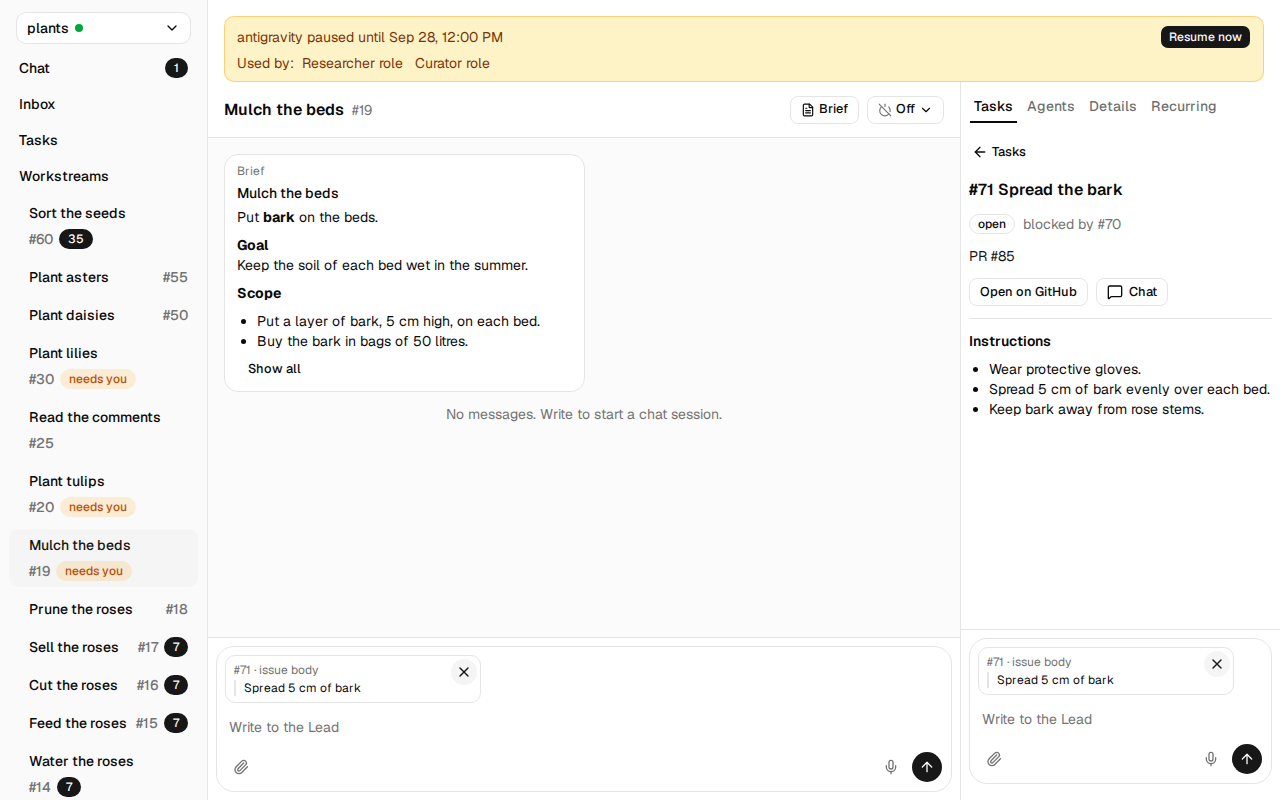 plants
Chat 1
Inbox
Tasks
Workstreams
Sort the seeds
#60 35
Plant asters #55
Plant daisies #50
Plant lilies
#30 needs you
Read the comments
#25
Plant tulips
#20 needs you
Mulch the beds
#19 needs you
Prune the roses #18
Sell the roses #17 7
Cut the roses #16 7
Feed the roses #15 7
Water the roses
#14 7
antigravity paused until Sep 28, 12:00 PM
Resume now
Used by: Researcher role Curator role
Mulch the beds #19
Brief
Off
Brief
Mulch the beds
Put bark on the beds.
Goal
Keep the soil of each bed wet in the summer.
Scope
• Put a layer of bark, 5 cm high, on each bed.
• Buy the bark in bags of 50 litres.
Show all
No messages. Write to start a chat session.
#71 · issue body
Spread 5 cm of bark
Write to the Lead
Tasks Agents Details Recurring
Tasks
#71 Spread the bark
open blocked by #70
PR #85
Open on GitHub Chat
Instructions
• Wear protective gloves.
• Spread 5 cm of bark evenly over each bed.
• Keep bark away from rose stems.
#71 · issue body
Spread 5 cm of bark
Write to the Lead